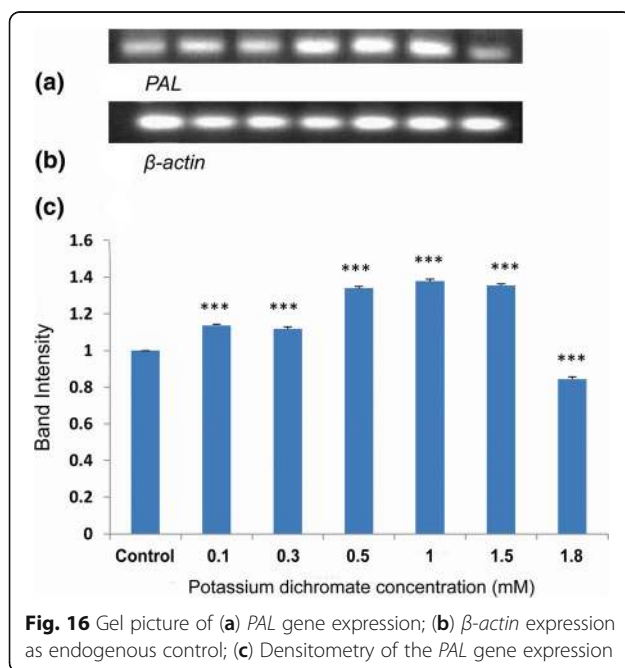 (a) PAL
(b) β-actin
(c)
Band Intensity
1.6
1.4
1.2
1
0.8
0.6
0.4
0.2
0
*** *** *** *** *** ***
Control 0.1 0.3 0.5 1 1.5 1.8
Potassium dichromate concentration (mM)
Fig. 16 Gel picture of (a) PAL gene expression; (b) β-actin expression
as endogenous control; (c) Densitometry of the PAL gene expression